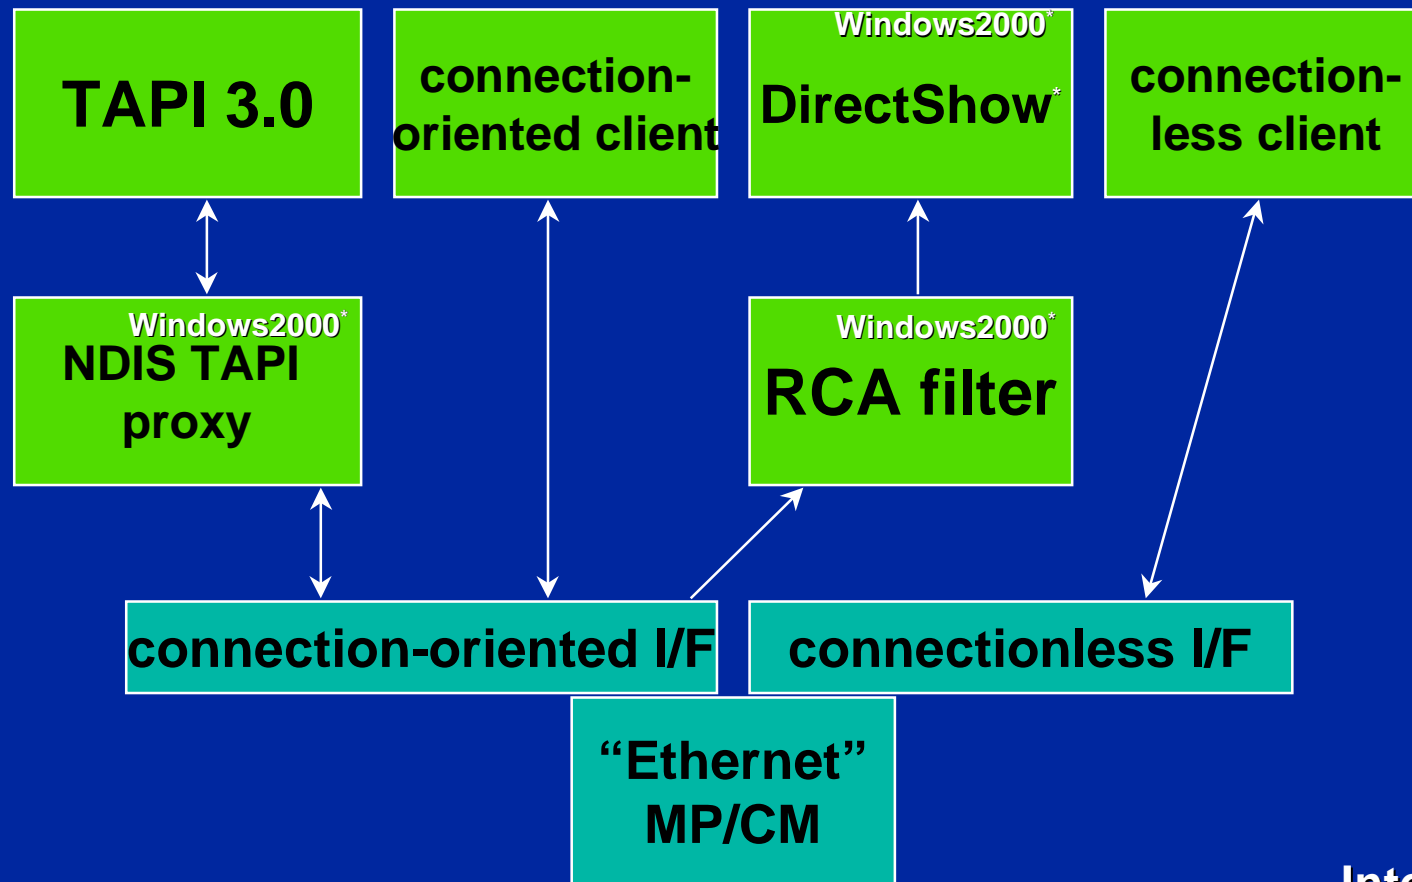 TAPI 3.0
connection-
oriented client
Windows2000*
DirectShow*
connection-
less client
Windows2000*
NDIS TAPI
proxy
Windows2000*
RCA filter
connection-oriented I/F
connectionless I/F
“Ethernet”
MP/CM